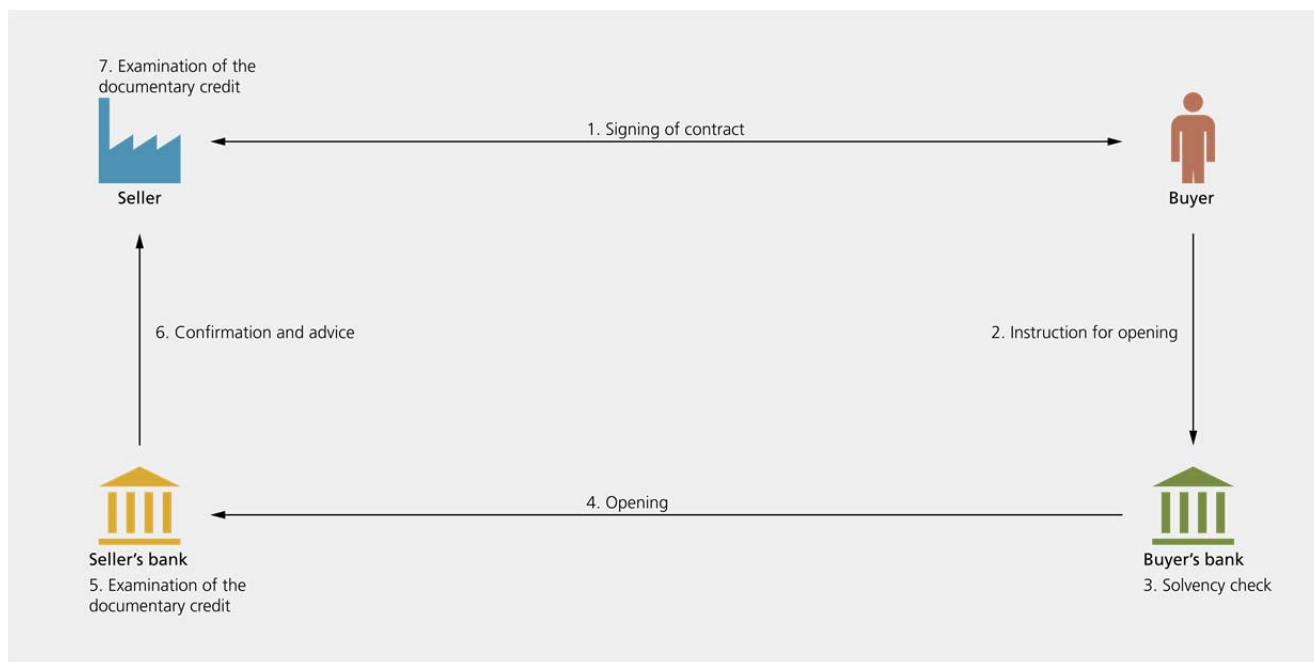 7. Examination of the
documentary credit
1. Signing of contract
Seller
Buyer
6. Confirmation and advice
2. Instruction for opening
4. Opening
Seller’s bank
5. Examination of the
documentary credit
Buyer’s bank
3. Solvency check